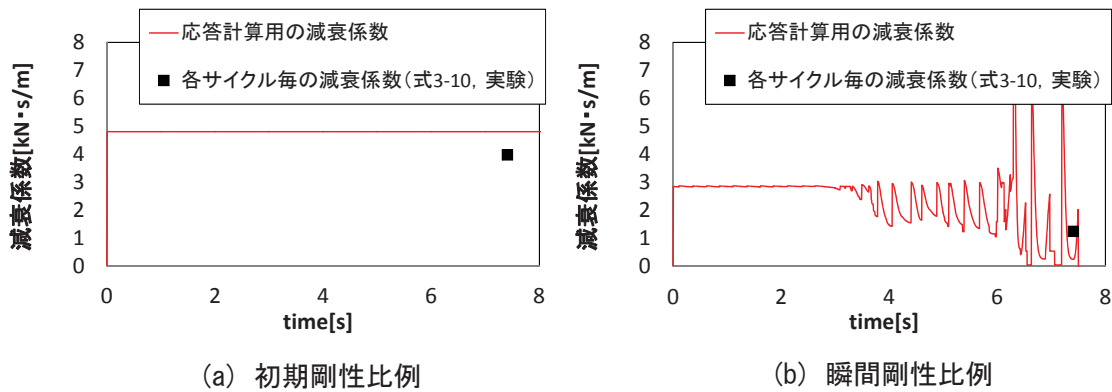 応答計算用の減衰係数
各サイクル毎の減衰係数(式3-10, 実験)
減衰係数[kN・s/m]
8
7
6
5
4
3
2
1
0
0 2 4 6 8
time[s]
(a) 初期剛性比例
応答計算用の減衰係数
各サイクル毎の減衰係数(式3-10, 実験)
減衰係数[kN・s/m]
8
7
6
5
4
3
2
1
0
0 2 4 6 8
time[s]
(b) 瞬間剛性比例